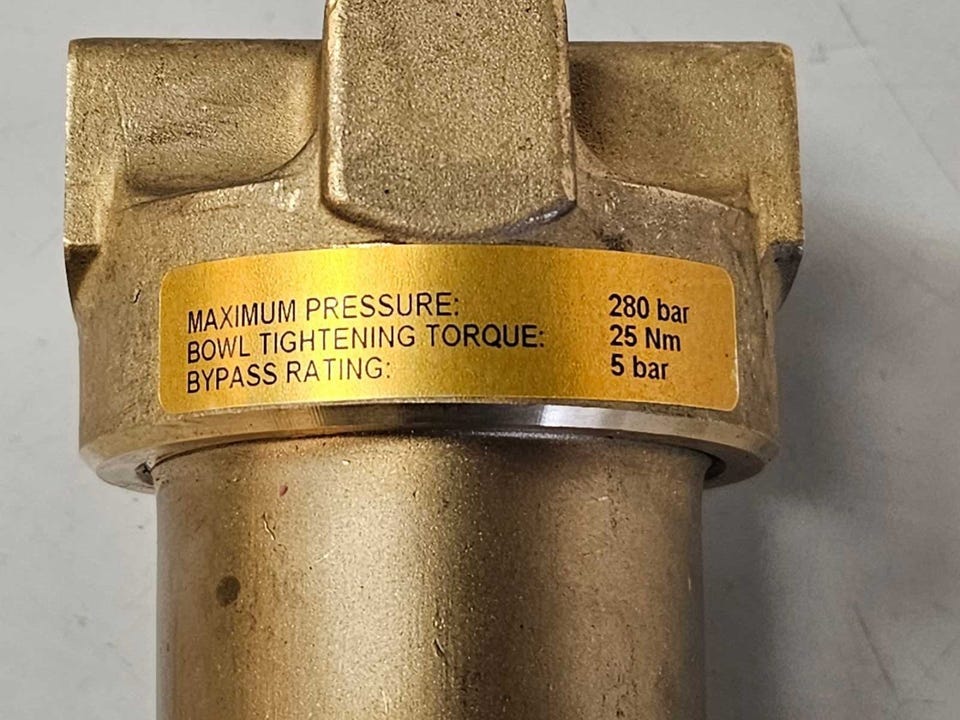 MAXIMUM PRESSURE: 280 bar
BOWL TIGHTENING TORQUE: 25 Nm
BYPASS RATING: 5 bar